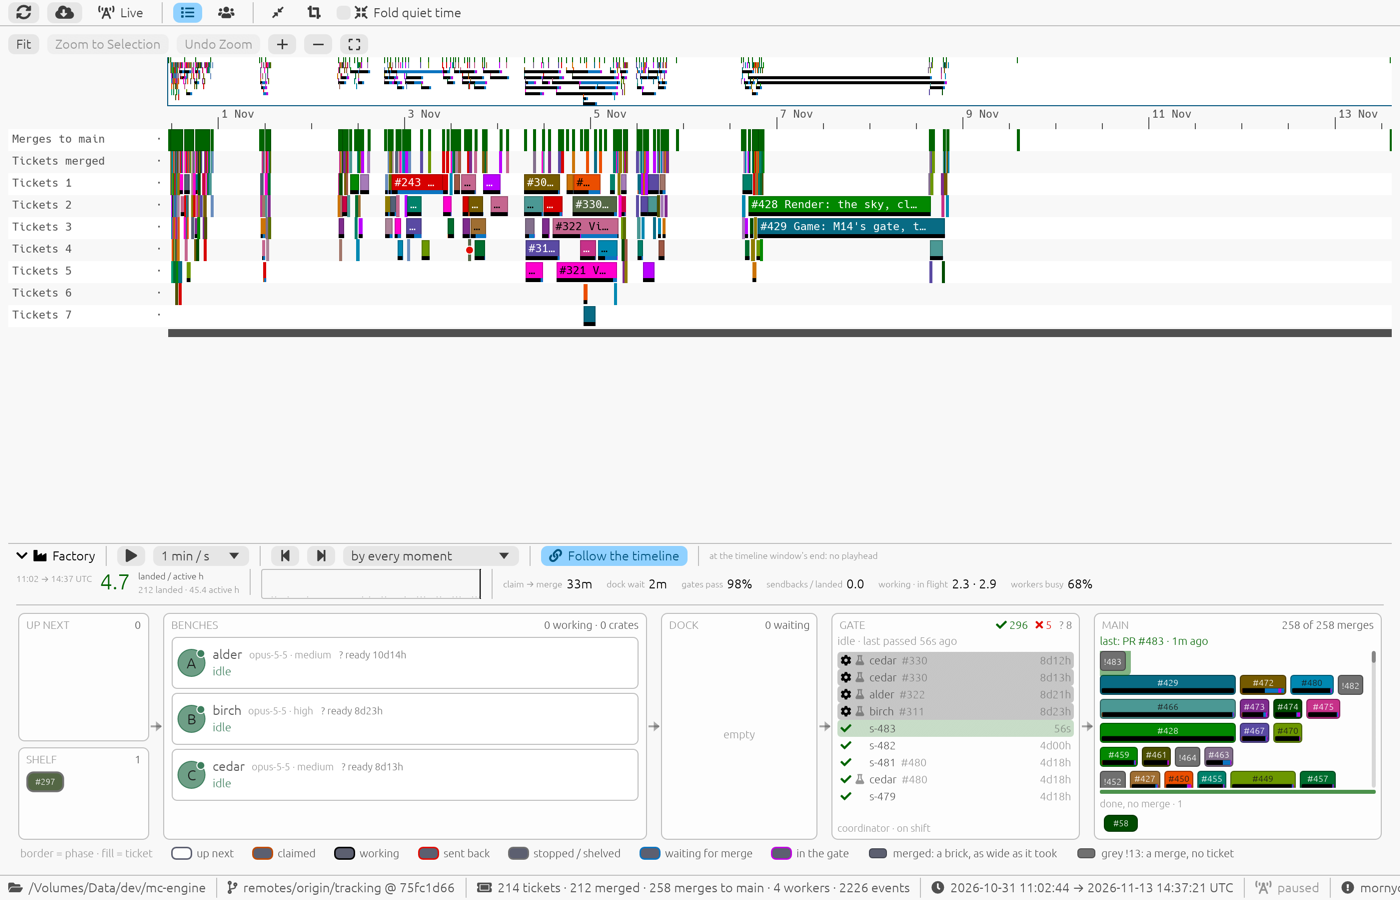 Live Fold quiet time
Fit Zoom to Selection Undo Zoom + −
1 Nov 3 Nov 5 Nov 7 Nov 9 Nov 11 Nov 13 Nov
Merges to main
Tickets merged
Tickets 1 #243 … … … #30… #…
Tickets 2 … … … … … … #330… #428 Render: the sky, cl…
Tickets 3 … … #322 Vi… #429 Game: M14's gate, t…
Tickets 4 #31… … …
Tickets 5 … #321 V…
Tickets 6
Tickets 7
Factory 1 min / s by every moment Follow the timeline at the timeline window's end: no playhead
11:02 → 14:37 UTC 4.7 landed / active h
212 landed · 45.4 active h
claim → merge 33m dock wait 2m gates pass 98% sendbacks / landed 0.0 working · in flight 2.3 · 2.9 workers busy 68%
UP NEXT 0
SHELF 1
#297
BENCHES 0 working · 0 crates
A alder opus-5-5 · medium ? ready 10d14h
idle
B birch opus-5-5 · high ? ready 8d23h
idle
C cedar opus-5-5 · medium ? ready 8d13h
idle
DOCK 0 waiting
empty
GATE 296 5 ? 8
idle · last passed 56s ago
cedar #330 8d12h
cedar #330 8d13h
alder #322 8d21h
birch #311 8d23h
s-483 56s
s-482 4d00h
s-481 #480 4d18h
cedar #480 4d18h
s-479 4d18h
coordinator · on shift
MAIN 258 of 258 merges
last: PR #483 · 1m ago
!483
#429 #472 #480 !482
#466 #473 #474 #475
#428 #467 #470
#459 #461 !464 #463
!452 #427 #450 #455 #449 #457
done, no merge · 1
#58
border = phase · fill = ticket up next claimed working sent back stopped / shelved waiting for merge in the gate merged: a brick, as wide as it took grey !13: a merge, no ticket
/Volumes/Data/dev/mc-engine remotes/origin/tracking @ 75fc1d66 214 tickets · 212 merged · 258 merges to main · 4 workers · 2226 events 2026-10-31 11:02:44 → 2026-11-13 14:37:21 UTC paused